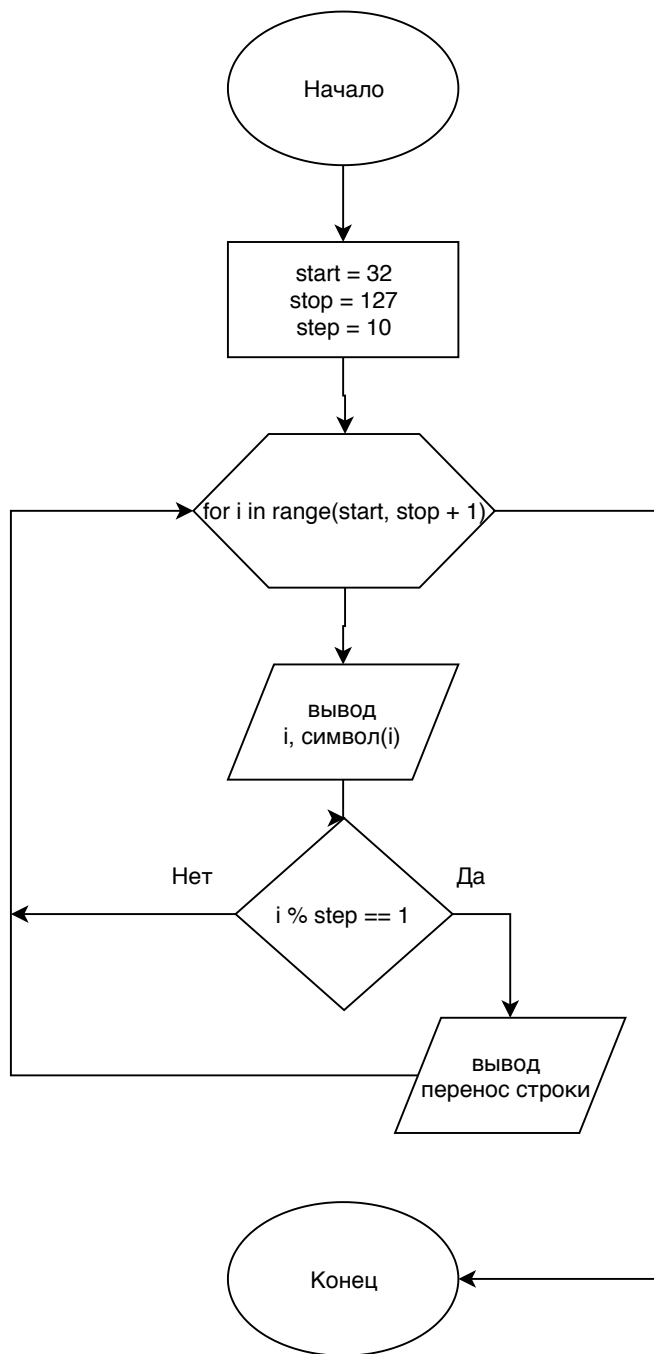 Начало
start = 32
stop = 127
step = 10
for i in range(start, stop + 1)
вывод
i, символ(i)
Нет
Да
i % step == 1
вывод
перенос строки
Конец